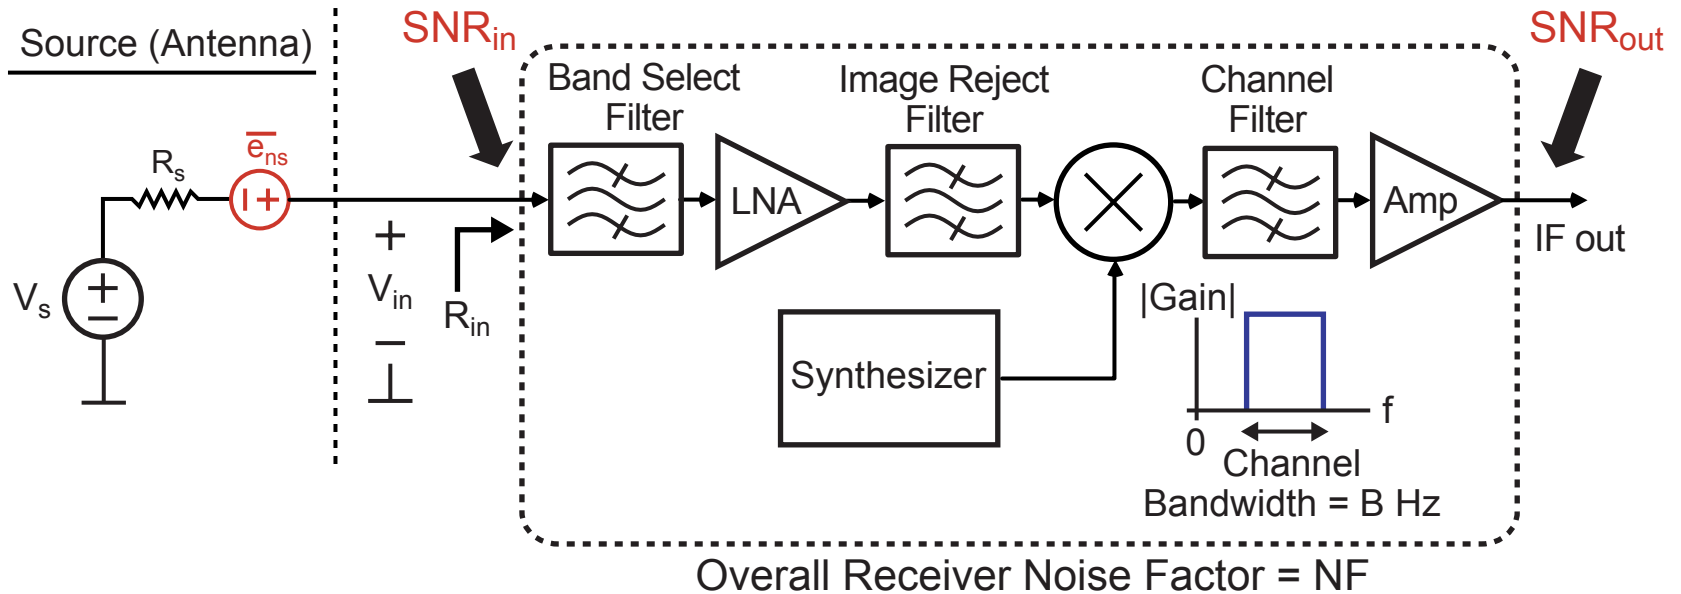 Source (Antenna)
SNRin
SNRout
Band Select
Filter
Image Reject
Filter
Channel
Filter
Rs
ens
LNA
Amp
IF out
+
Vin
−
Rin
Vs
+
−
Synthesizer
|Gain|
f
0
Channel
Bandwidth = B Hz
Overall Receiver Noise Factor = NF